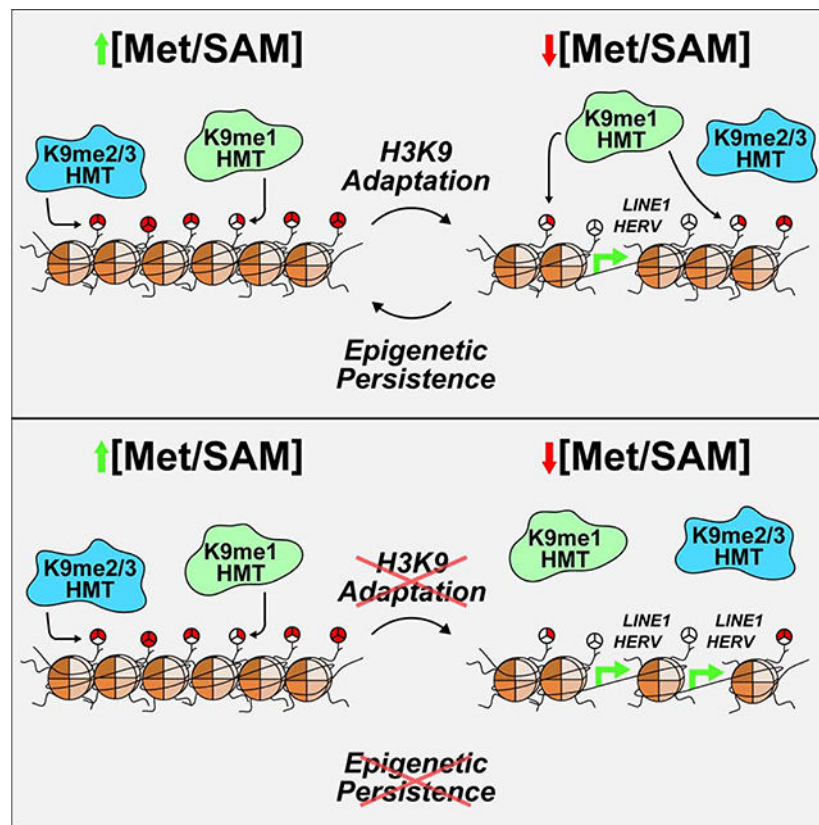 [Met/SAM]
[Met/SAM]
K9me2/3
HMT
K9me1
HMT
H3K9
Adaptation
K9me1
HMT
K9me2/3
HMT
LINE1
HERV
Epigenetic
Persistence
[Met/SAM]
[Met/SAM]
K9me2/3
HMT
K9me1
HMT
H3K9
Adaptation
K9me1
HMT
K9me2/3
HMT
LINE1
HERV
LINE1
HERV
Epigenetic
Persistence